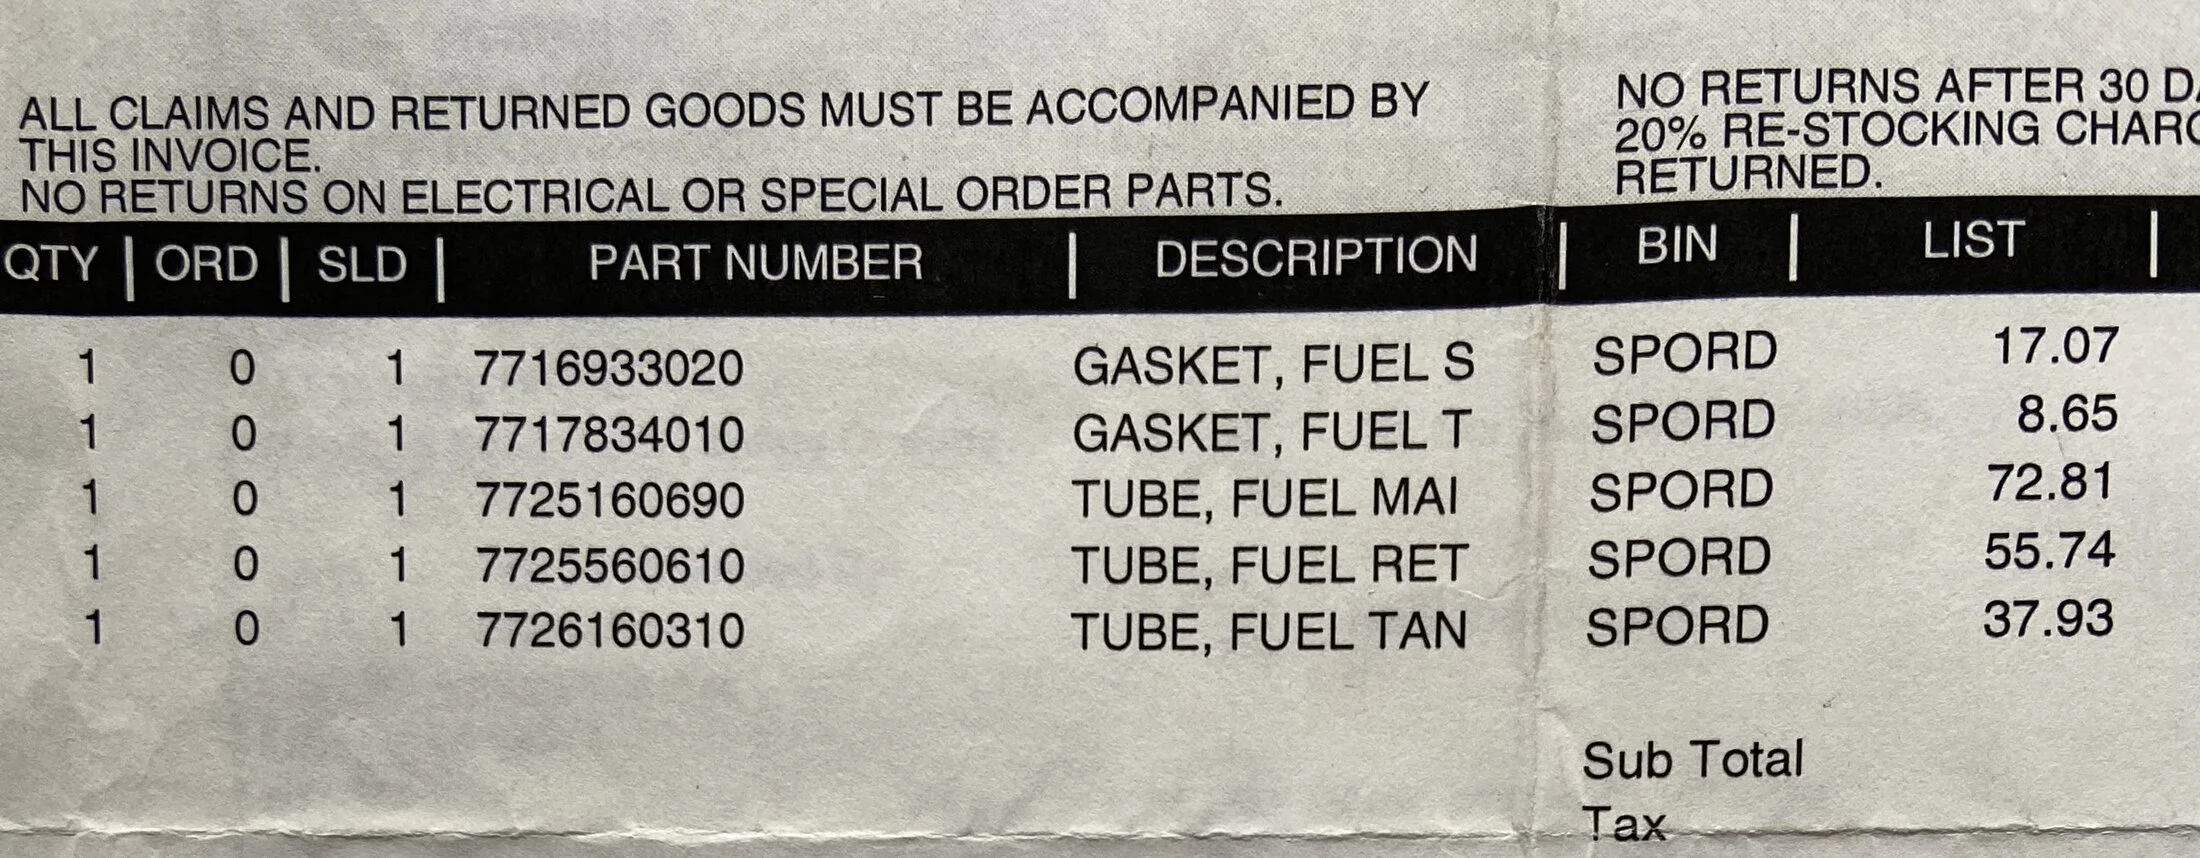 ALL CLAIMS AND RETURNED GOODS MUST BE ACCOMPANIED BY
THIS INVOICE.
NO RETURNS ON ELECTRICAL OR SPECIAL ORDER PARTS.
NO RETURNS AFTER 30
20% RE-STOCKING
RETURNED.
QTY | ORD | SLD | PART NUMBER | DESCRIPTION | BIN | LIST |
1 0 1 7716933020 GASKET, FUEL S SPORD 17.07
1 0 1 7717834010 GASKET, FUEL T SPORD 8.65
1 0 1 7725160690 TUBE, FUEL MAI SPORD 72.81
1 0 1 7725560610 TUBE, FUEL RET SPORD 55.74
1 0 1 7726160310 TUBE, FUEL TAN SPORD 37.93
Sub Total
Tax